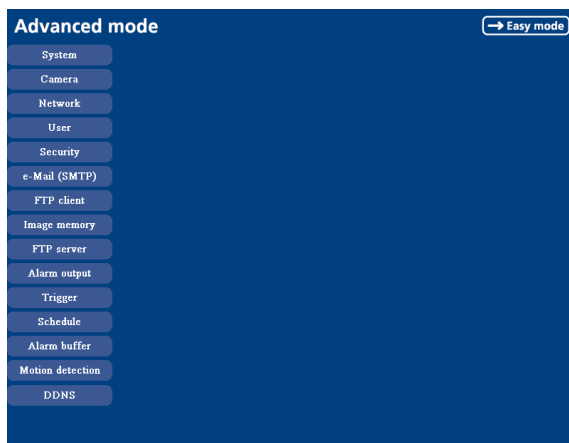 Advanced mode
→ Easy mode
System
Camera
Network
User
Security
e-Mail (SMTP)
FTP client
Image memory
FTP server
Alarm output
Trigger
Schedule
Alarm buffer
Motion detection
DDNS